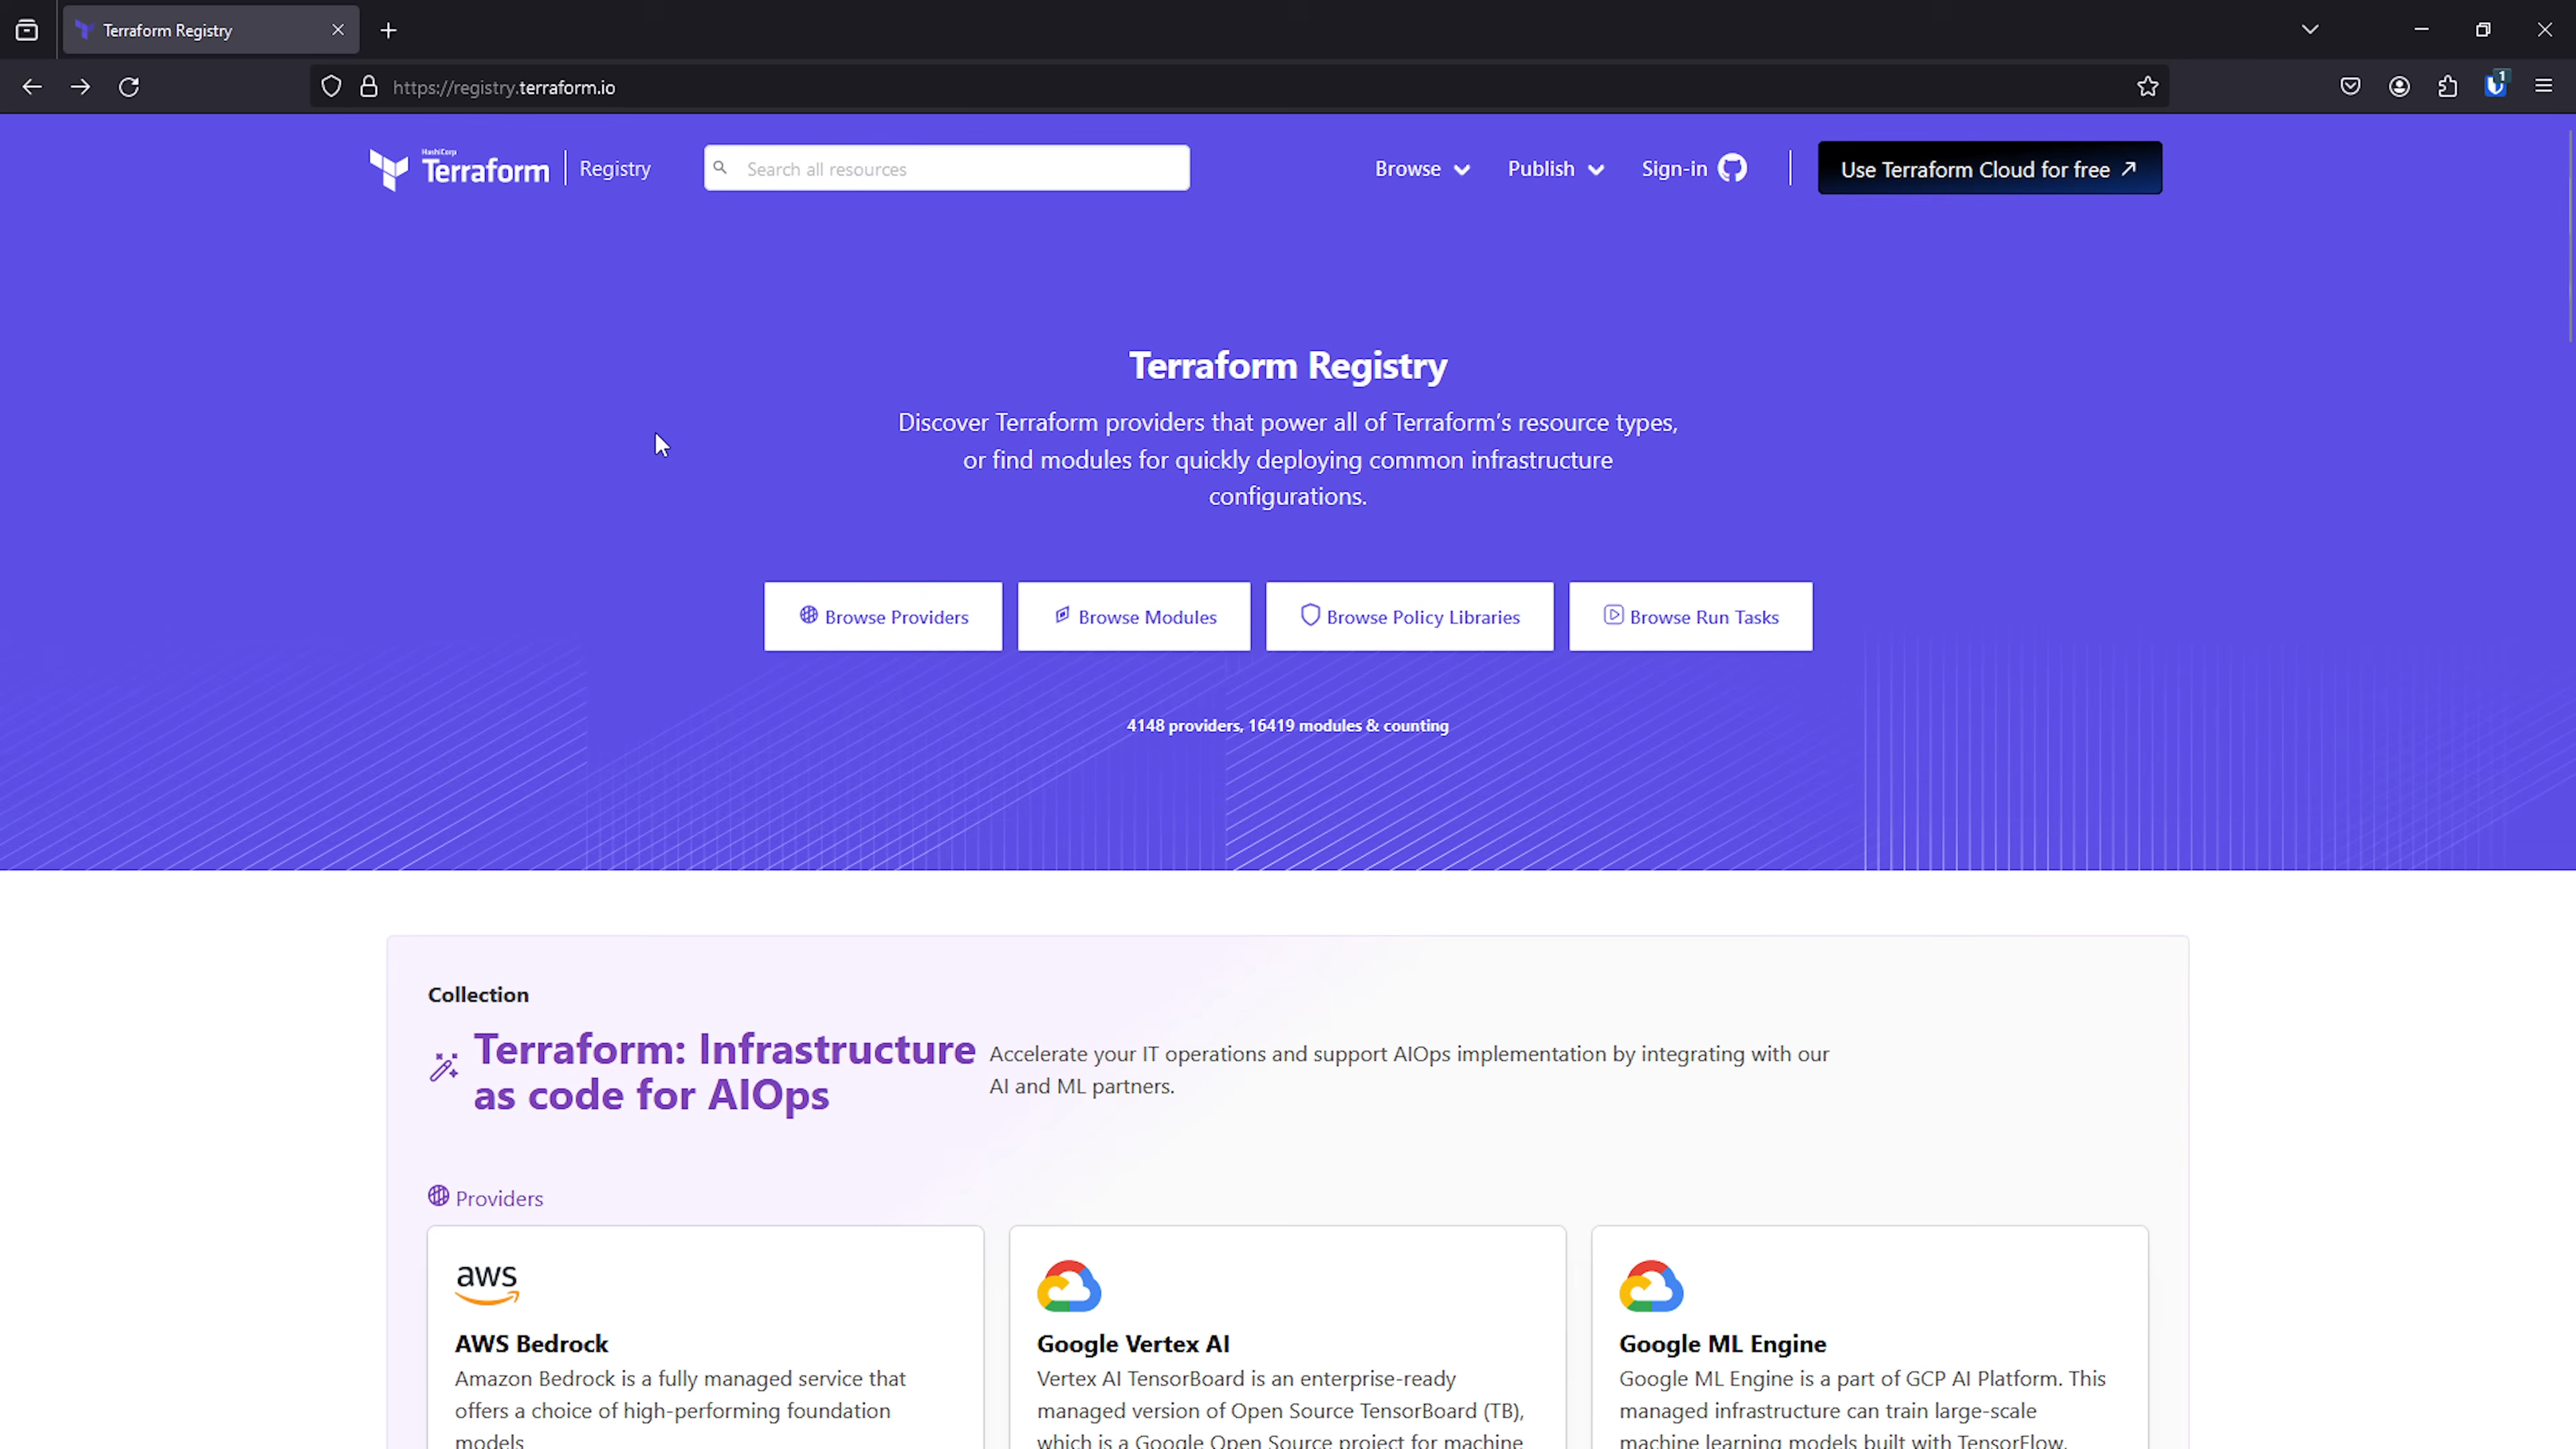 Terraform Registry
https://registry.terraform.io
1
HashiCorp
Terraform
Registry
Search all resources
Browse
Publish
Sign-in
Use Terraform Cloud for free
Terraform Registry
Discover Terraform providers that power all of Terraform's resource types,
or find modules for quickly deploying common infrastructure
configurations.
Browse Providers
Browse Modules
Browse Policy Libraries
Browse Run Tasks
4148 providers, 16419 modules & counting
Collection
Terraform: Infrastructure
as code for AIOps
Accelerate your IT operations and support AIOps implementation by integrating with our
AI and ML partners.
Providers
aws
AWS Bedrock
Amazon Bedrock is a fully managed service that
offers a choice of high-performing foundation
models
Google Vertex AI
Vertex AI TensorBoard is an enterprise-ready
managed version of Open Source TensorBoard (TB),
which is a Google Open Source project for machine
Google ML Engine
Google ML Engine is a part of GCP AI Platform. This
managed infrastructure can train large-scale
machine learning models built with TensorFlow.